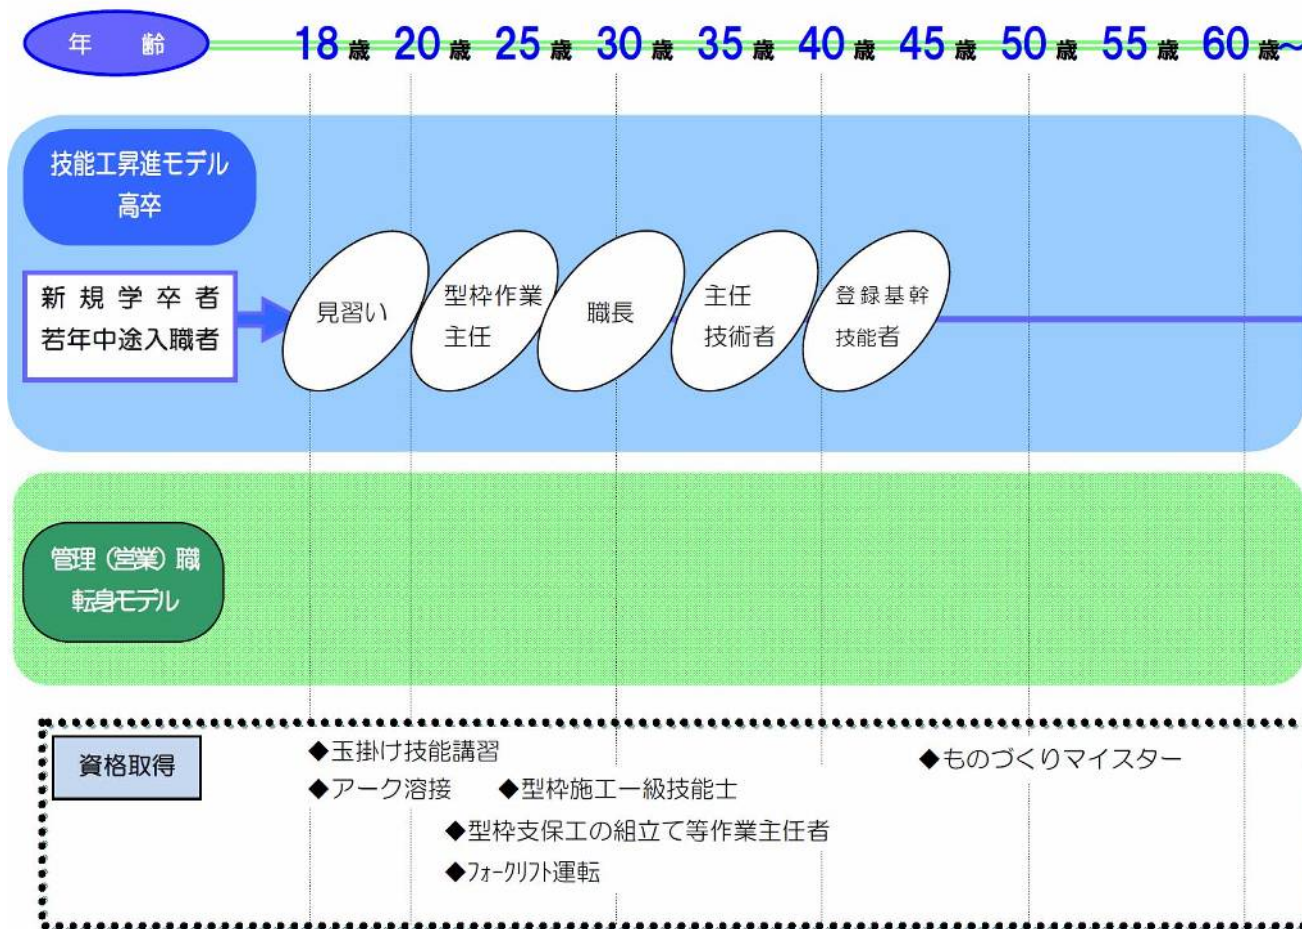 年 齢
18歳 20歳 25歳 30歳 35歳 40歳 45歳 50歳 55歳 60歳～
技能工昇進モデル
高卒
新規学卒者
若年中途入職者
見習い
型枠作業
主任
職長
主任
技術者
登録基幹
技能者
管理（営業）職
転身モデル
資格取得
◆玉掛け技能講習
◆ものづくりマイスター
◆アーク溶接
◆型枠施工一級技能士
◆型枠支保工の組立て等作業主任者
◆ﾌｫｰｸﾘﾌﾄ運転